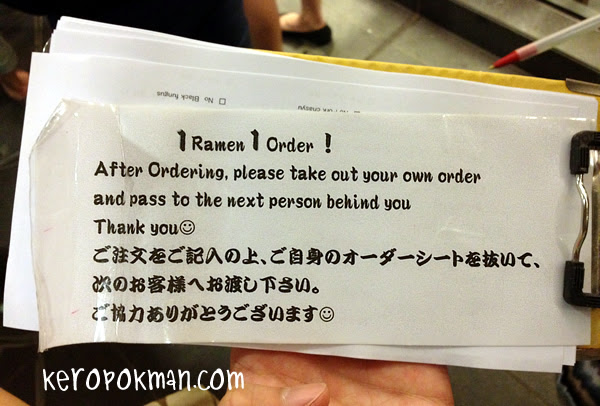 ☐ No Black fungus
1 Ramen 1 Order !
After Ordering, please take out your own order
and pass to the next person behind you
Thank you☺
ご注文をご記入の上、ご自身のオーダーシートを抜いて、
次のお客様へお渡し下さい。
ご協力ありがとうございます☺
keropokman.com